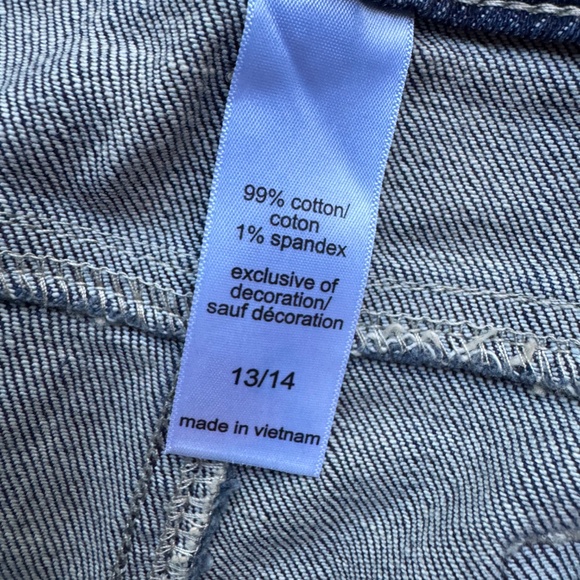 99% cotton/
coton
1% spandex
exclusive of
decoration/
sauf décoration
13/14
made in vietnam